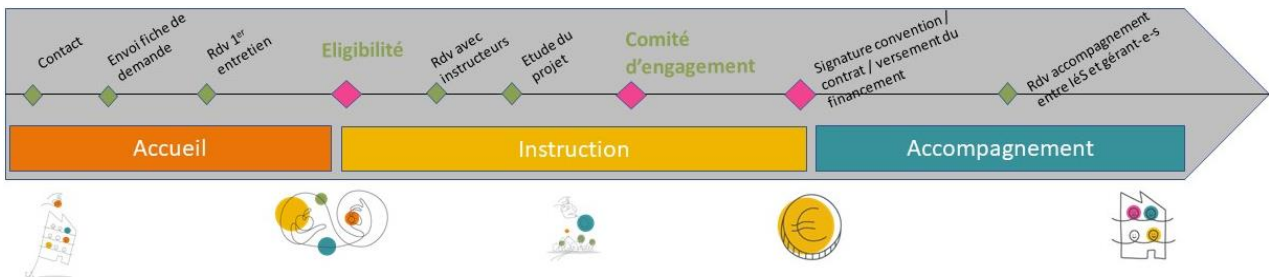 Contact
Envoi fiche de
demande
Rdv 1er
entretien
Eligibilité
Rdv avec
instructeurs
Etude du
projet
Comité
d'engagement
Signature convention /
contrat / versement du
financement
Rdv accompagnement
entre IéS et gérant-e-s
Accueil
Instruction
Accompagnement
€